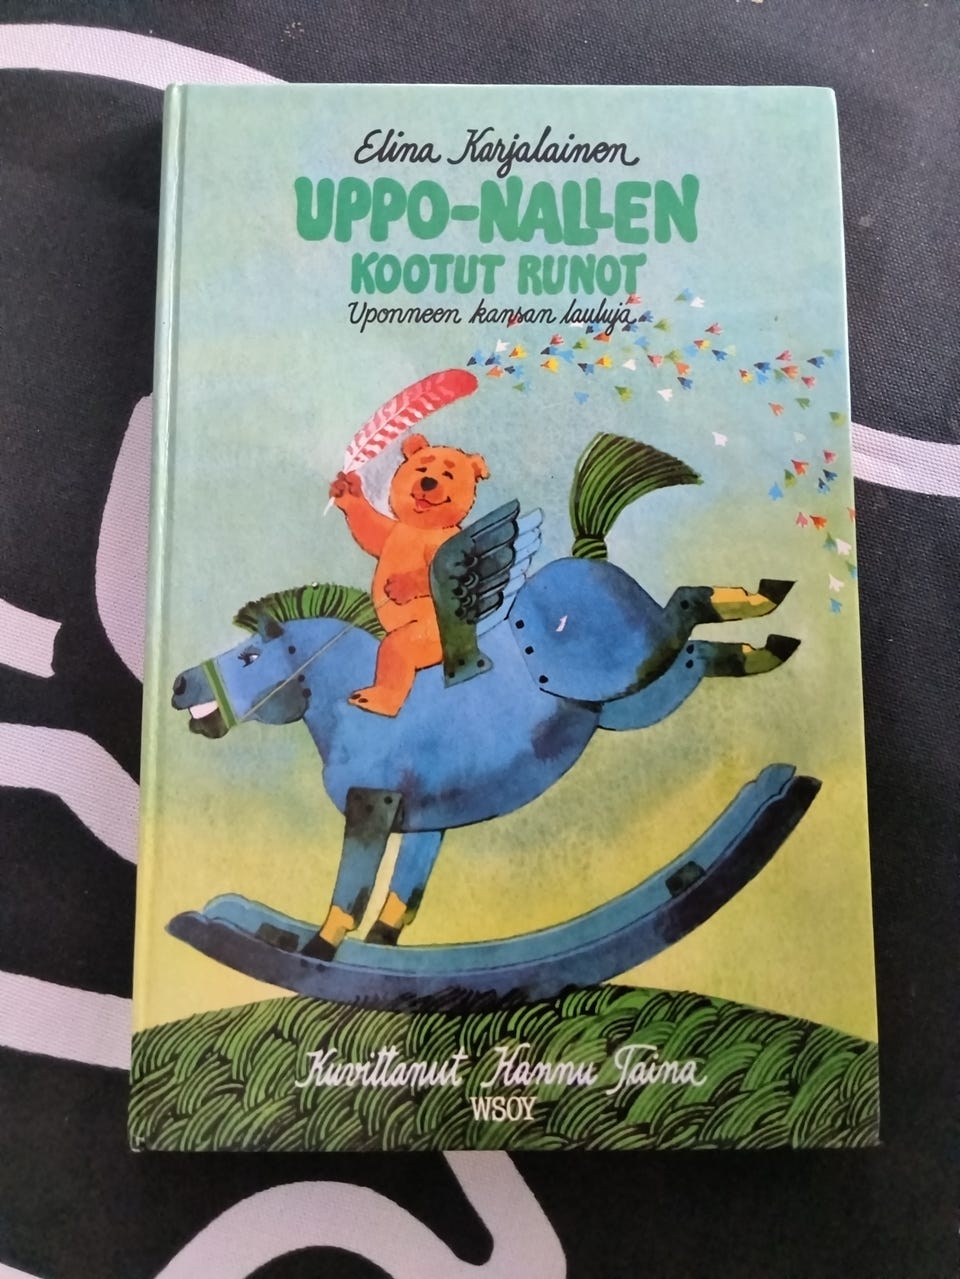 Elina Karjalainen
UPPO-NALLEN
KOOTUT RUNOT
Uponneen kansan lauluja
Kuvittanut Hannu Taina
WSOY